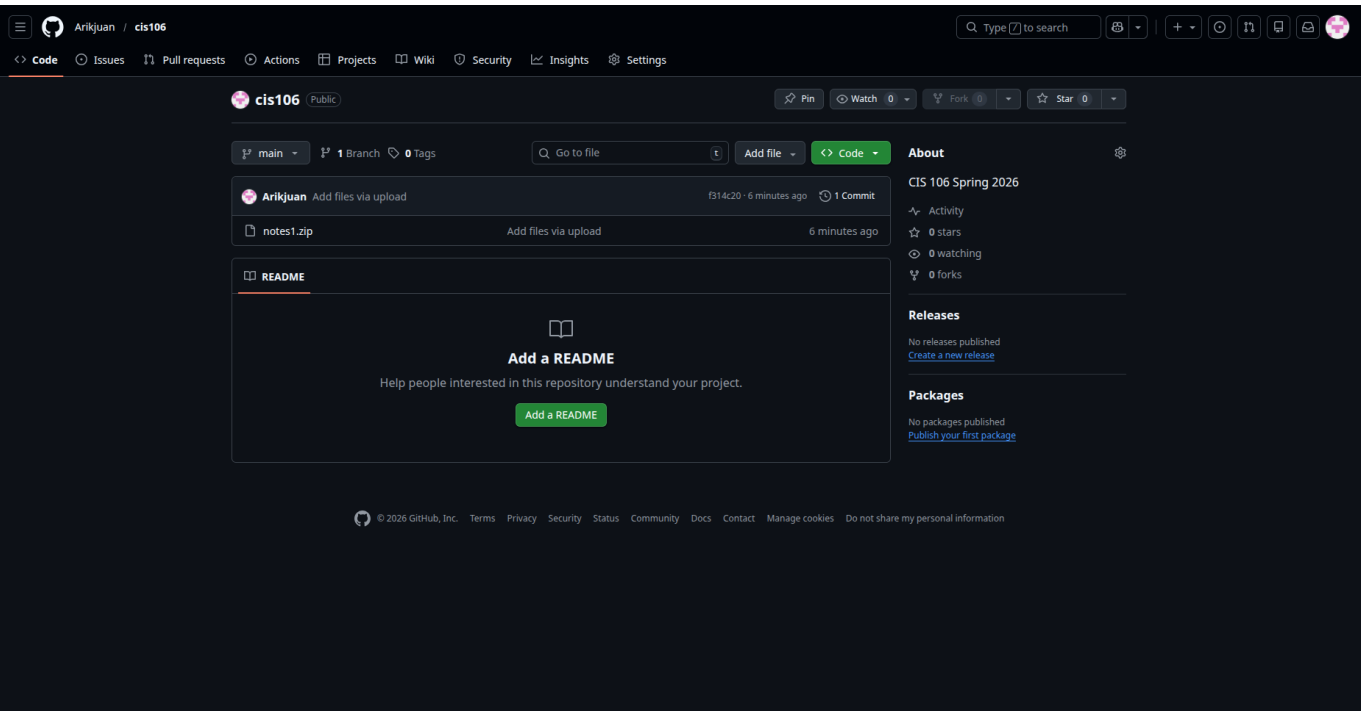 Arikjuan / cis106
Type / to search
Code Issues Pull requests Actions Projects Wiki Security Insights Settings
cis106 Public
Pin Watch 0 Fork 0 Star 0
main 1 Branch 0 Tags
Go to file t Add file Code
Arikjuan Add files via upload f314c20 · 6 minutes ago 1 Commit
notes1.zip Add files via upload 6 minutes ago
README
Add a README
Help people interested in this repository understand your project.
Add a README
About
CIS 106 Spring 2026
Activity
0 stars
0 watching
0 forks
Releases
No releases published
Create a new release
Packages
No packages published
Publish your first package
© 2026 GitHub, Inc. Terms Privacy Security Status Community Docs Contact Manage cookies Do not share my personal information